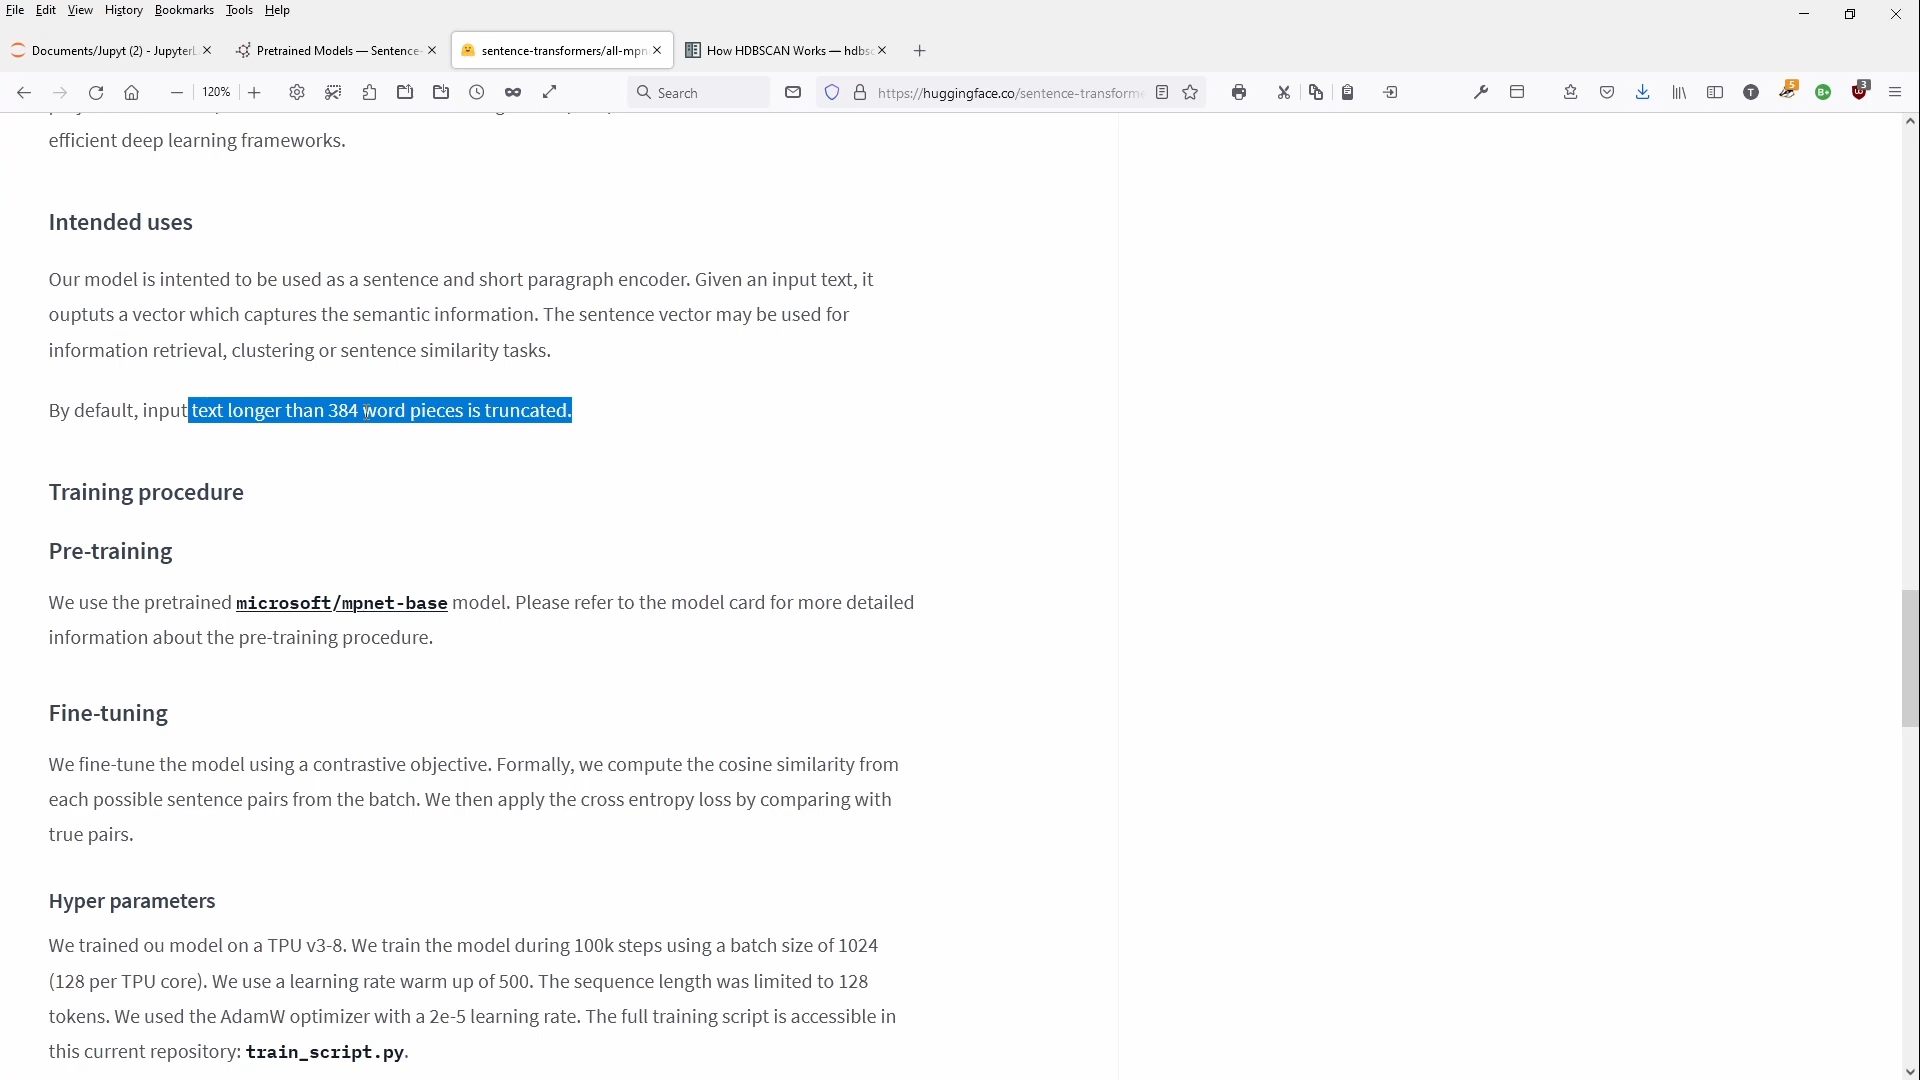 File Edit View History Bookmarks Tools Help
Documents/Jupyt (2) - JupyterL
Pretrained Models — Sentence-
sentence-transformers/all-mpn
How HDBSCAN Works — hdbsc
120%
Search
https://huggingface.co/sentence-transforme
5
3
efficient deep learning frameworks.
Intended uses
Our model is intented to be used as a sentence and short paragraph encoder. Given an input text, it
ouptuts a vector which captures the semantic information. The sentence vector may be used for
information retrieval, clustering or sentence similarity tasks.
By default, input text longer than 384 word pieces is truncated.
Training procedure
Pre-training
We use the pretrained microsoft/mpnet-base model. Please refer to the model card for more detailed
information about the pre-training procedure.
Fine-tuning
We fine-tune the model using a contrastive objective. Formally, we compute the cosine similarity from
each possible sentence pairs from the batch. We then apply the cross entropy loss by comparing with
true pairs.
Hyper parameters
We trained ou model on a TPU v3-8. We train the model during 100k steps using a batch size of 1024
(128 per TPU core). We use a learning rate warm up of 500. The sequence length was limited to 128
tokens. We used the AdamW optimizer with a 2e-5 learning rate. The full training script is accessible in
this current repository: train_script.py.